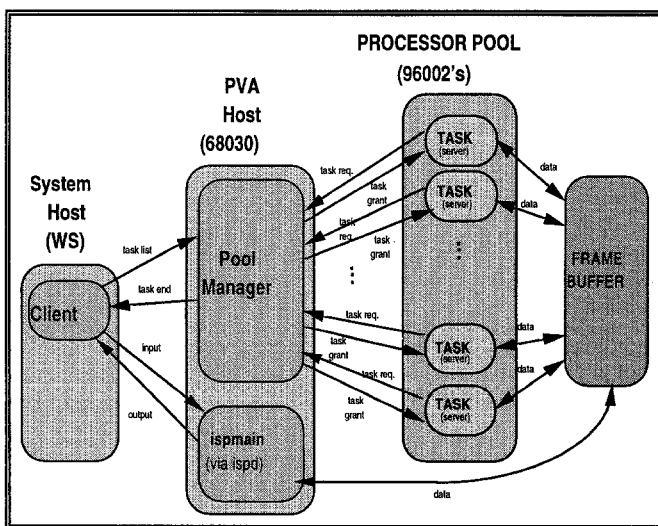 PROCESSOR POOL
(96002's)
PVA
Host
(68030)
System
Host
(WS)
Client
task list
task end
input
output
Pool
Manager
ispmain
(via ispd)
task req.
task
grant
task
req.
task
grant
task req.
task
grant
task req.
task
grant
TASK
(server)
TASK
(server)
TASK
(server)
TASK
(server)
data
data
data
data
data
FRAME
BUFFER